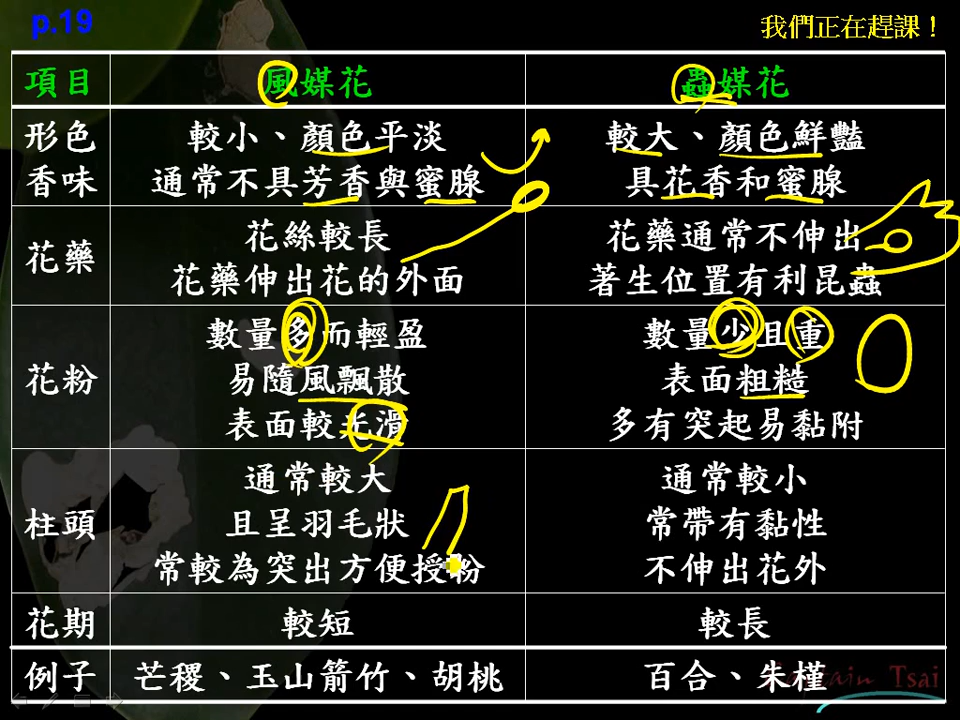 p.19
我們正在趕課！
項目 風媒花 蟲媒花
形色香味
較小、顏色平淡
通常不具芳香與蜜腺
較大、顏色鮮豔
具花香和蜜腺
花藥
花絲較長
花藥伸出花的外面
花藥通常不伸出
著生位置有利昆蟲
花粉
數量多而輕盈
易隨風飄散
表面較光滑
數量少且重
表面粗糙
多有突起易黏附
柱頭
通常較大
且呈羽毛狀
常較為突出方便授粉
通常較小
常帶有黏性
不伸出花外
花期 較短 較長
例子 芒稷、玉山箭竹、胡桃 百合、朱槿
Tsai